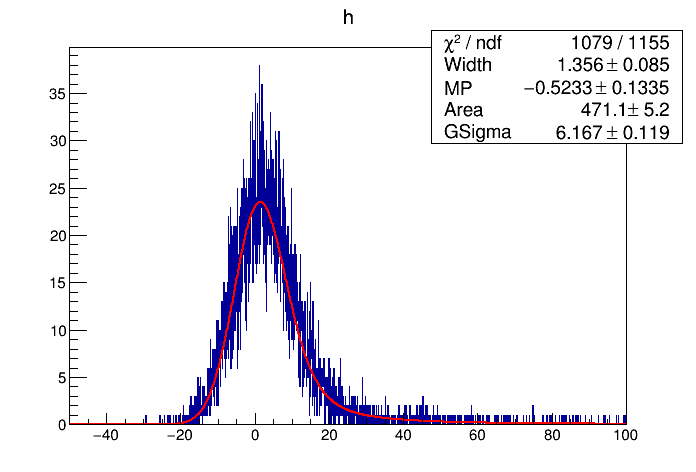 h
χ² / ndf 1079 / 1155
Width 1.356 ± 0.085
MP −0.5233 ± 0.1335
Area 471.1 ± 5.2
GSigma 6.167 ± 0.119
35
30
25
20
15
10
5
0
−40 −20 0 20 40 60 80 100